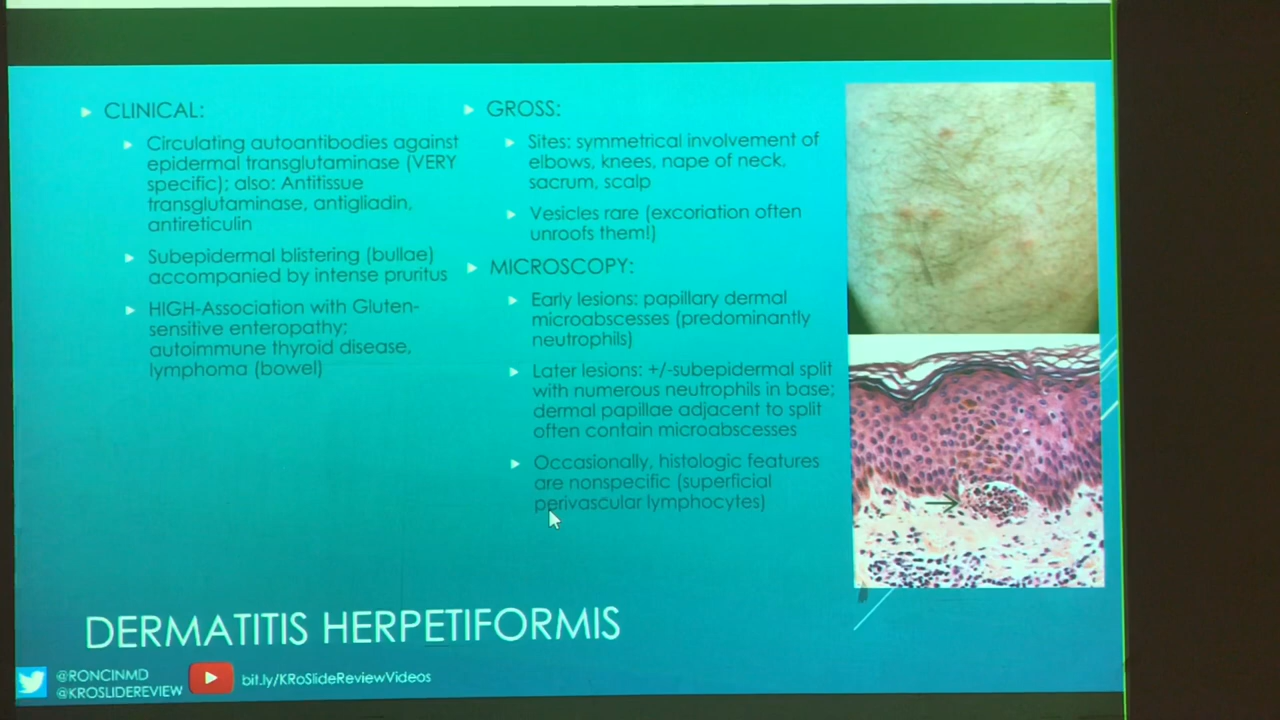 CLINICAL:
Circulating autoantibodies against
epidermal transglutaminase (VERY
specific); also: Antitissue
transglutaminase, antigliadin,
antireticulin
Subepidermal blistering (bullae)
accompanied by intense pruritus
HIGH-Association with Gluten-
sensitive enteropathy;
autoimmune thyroid disease,
lymphoma (bowel)
GROSS:
Sites: symmetrical involvement of
elbows, knees, nape of neck,
sacrum, scalp
Vesicles rare (excoriation often
unroofs them!)
MICROSCOPY:
Early lesions: papillary dermal
microabscesses (predominantly
neutrophils)
Later lesions: +/-subepidermal split
with numerous neutrophils in base;
dermal papillae adjacent to split
often contain microabscesses
Occasionally, histologic features
are nonspecific (superficial
perivascular lymphocytes)
DERMATITIS HERPETIFORMIS
@RONCINMD
@KROSLIDEREVIEW
bit.ly/KRoSlideReviewVideos